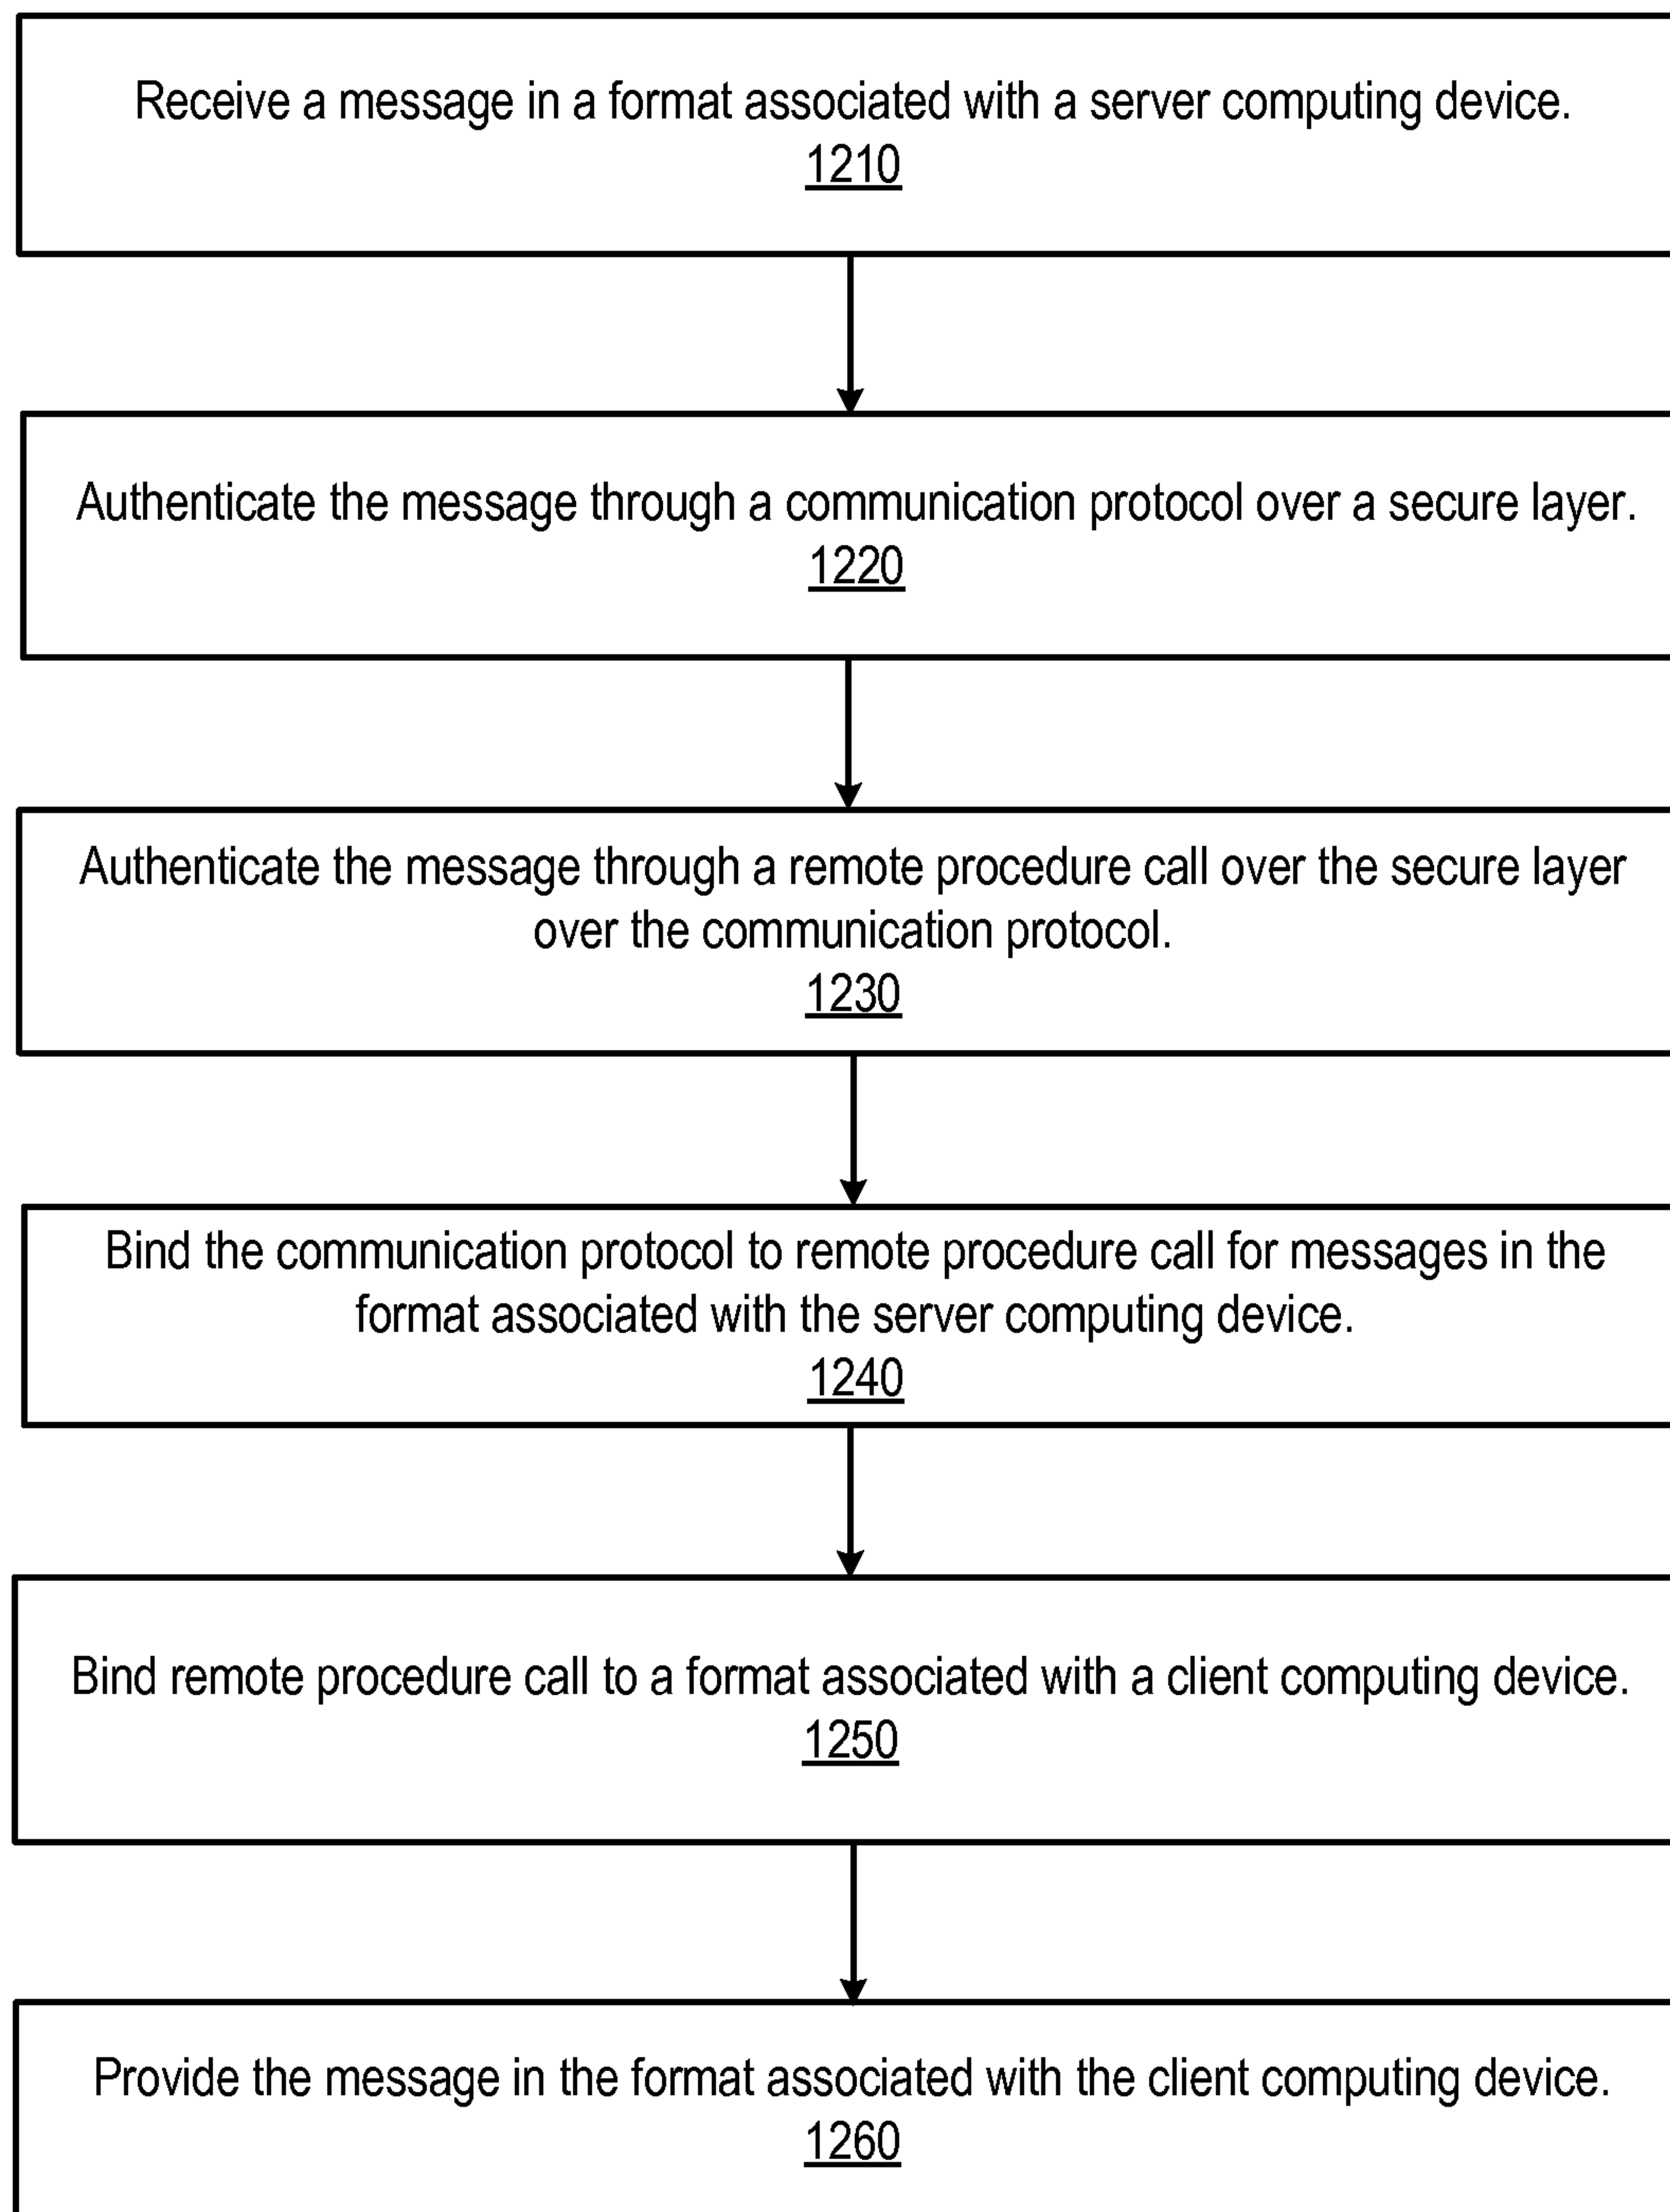 Receive a message in a format associated with a server computing device.
1210
Authenticate the message through a communication protocol over a secure layer.
1220
Authenticate the message through a remote procedure call over the secure layer
over the communication protocol.
1230
Bind the communication protocol to remote procedure call for messages in the
format associated with the server computing device.
1240
Bind remote procedure call to a format associated with a client computing device.
1250
Provide the message in the format associated with the client computing device.
1260